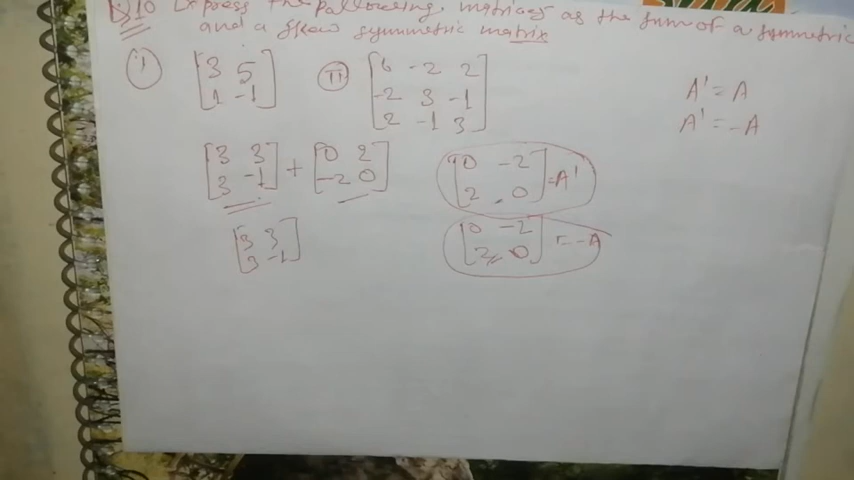 Q10 Express the following matrices as the sum of a symmetric
and a skew symmetric matrix
(i) [3 5 (ii) [6 -2 2
1 -1] -2 3 -1
2 -1 3]
A' = A
A' = -A
[3 3 + [0 2
3 -1] -2 0]
[0 -2
2 0] = A'
[3 3
3 -1]
[0 -2
2 0] = -A